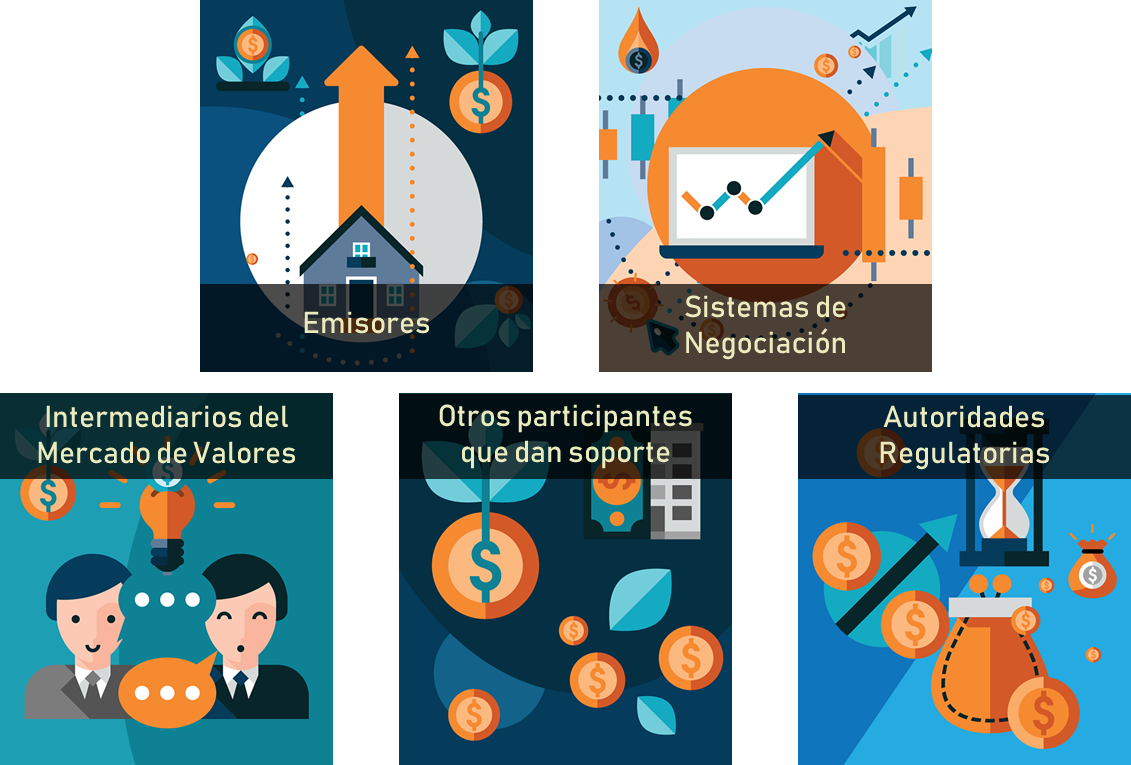 Emisores
Sistemas de
Negociación
Intermediarios del
Mercado de Valores
Otros participantes
que dan soporte
Autoridades
Regulatorias